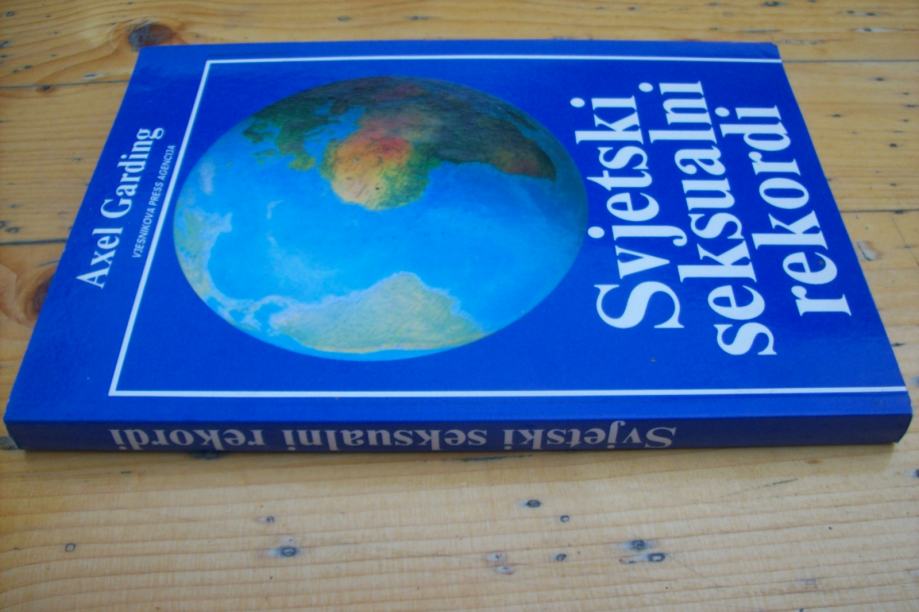 Axel Garding
VJESNIKOVA PRESS AGENCIJA
Svjetski
seksualni
rekordi
Svjetski seksualni rekordi